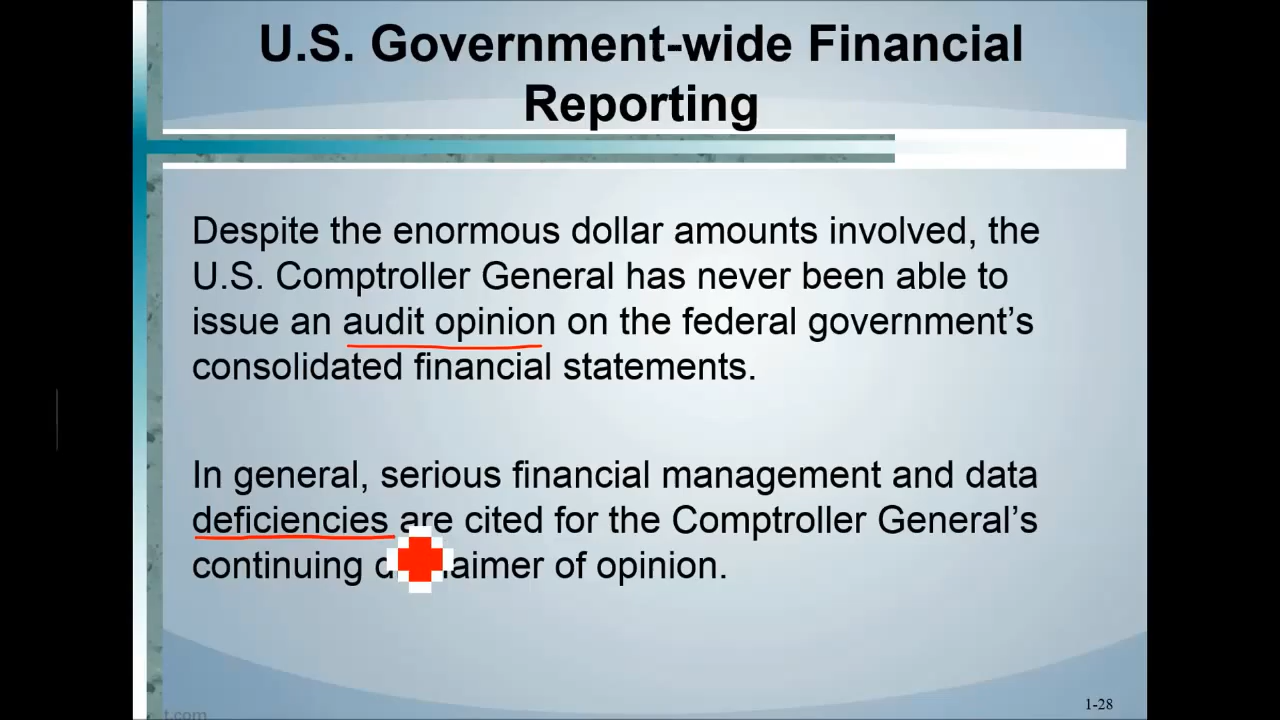 U.S. Government-wide Financial
Reporting
Despite the enormous dollar amounts involved, the
U.S. Comptroller General has never been able to
issue an audit opinion on the federal government’s
consolidated financial statements.
In general, serious financial management and data
deficiencies are cited for the Comptroller General’s
continuing of opinion.
1-28
t.com